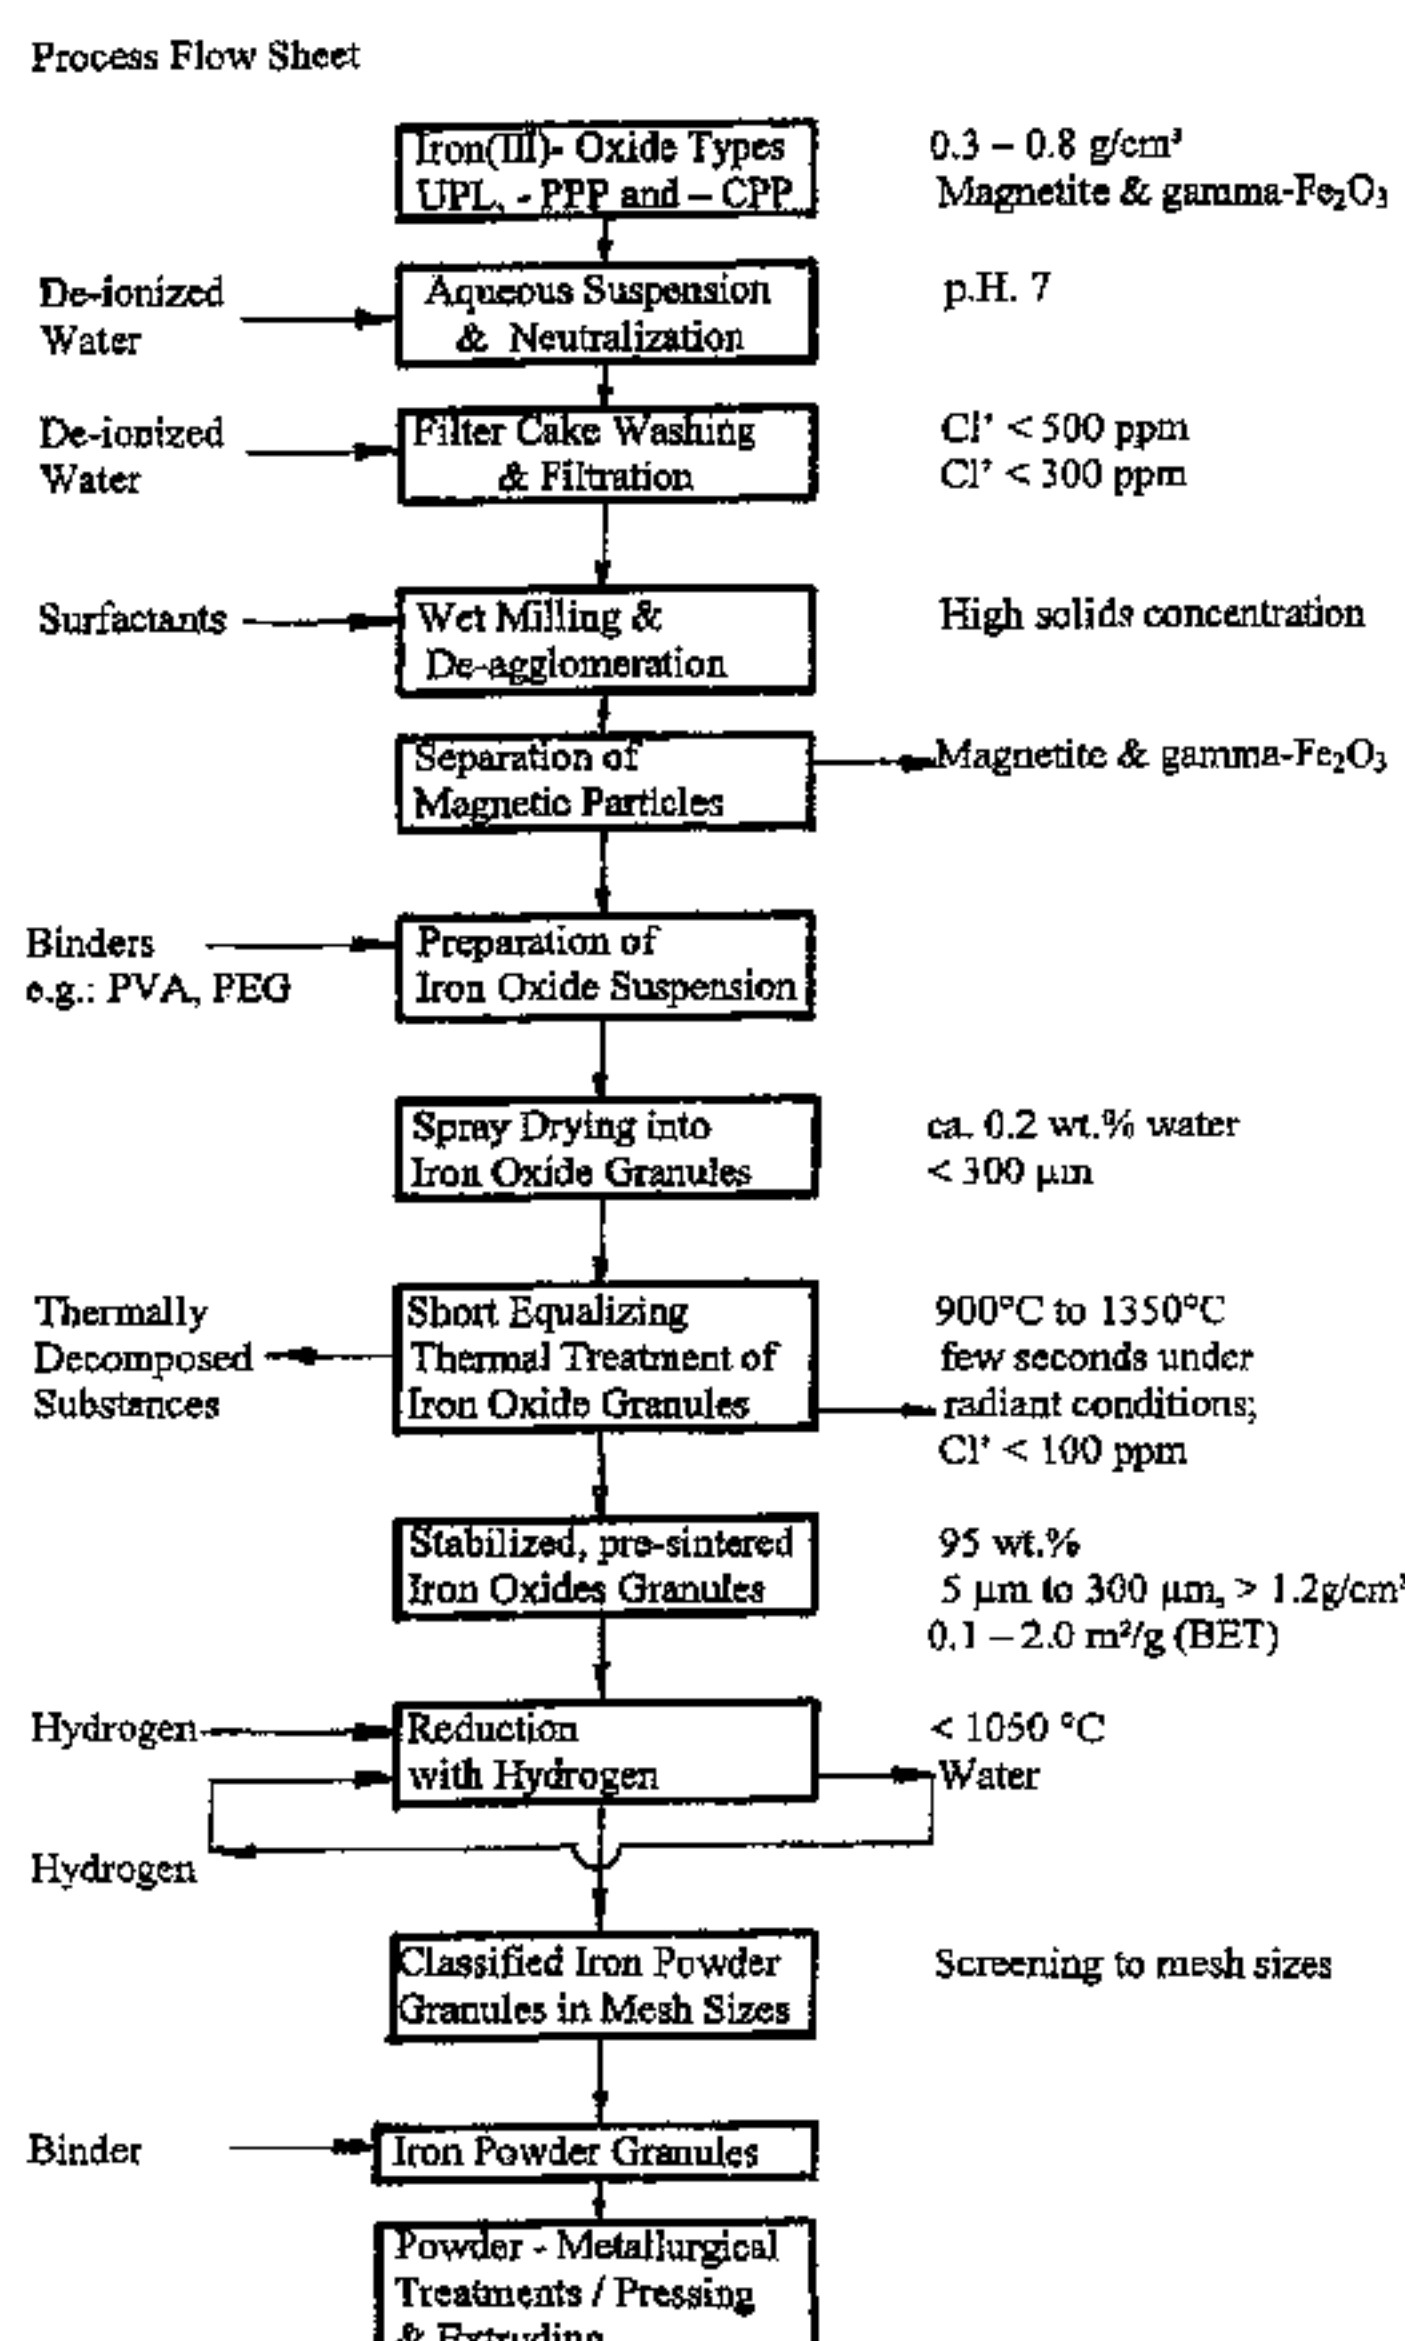 Process Flow Sheet
Iron(III)- Oxide Types
UPL, - PPP and – CPP
0.3 – 0.8 g/cm³
Magnetite & gamma-Fe₂O₃
De-ionized
Water
Aqueous Suspension
& Neutralization
p.H. 7
De-ionized
Water
Filter Cake Washing
& Filtration
Cl' < 500 ppm
Cl' < 300 ppm
Surfactants
Wet Milling &
De-agglomeration
High solids concentration
Separation of
Magnetic Particles
Magnetite & gamma-Fe₂O₃
Binders
e.g.: PVA, PEG
Preparation of
Iron Oxide Suspension
Spray Drying into
Iron Oxide Granules
ca. 0.2 wt.% water
< 300 µm
Thermally
Decomposed
Substances
Short Equalizing
Thermal Treatment of
Iron Oxide Granules
900°C to 1350°C
few seconds under
radiant conditions;
Cl' < 100 ppm
Stabilized, pre-sintered
Iron Oxides Granules
95 wt.%
5 µm to 300 µm, > 1.2g/cm³
0.1 – 2.0 m²/g (BET)
Hydrogen
Reduction
with Hydrogen
< 1050 °C
Water
Hydrogen
Classified Iron Powder
Granules in Mesh Sizes
Screening to mesh sizes
Binder
Iron Powder Granules
Powder - Metallurgical
Treatments / Pressing
& Extruding